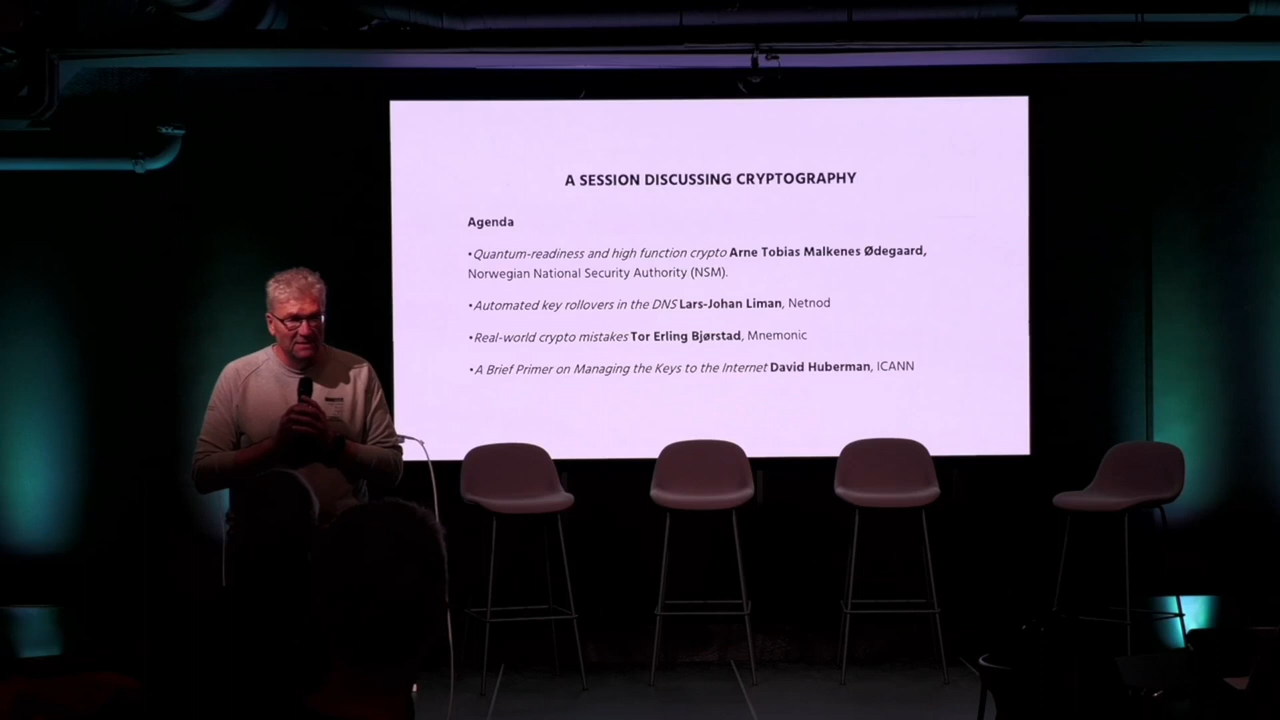 A SESSION DISCUSSING CRYPTOGRAPHY
Agenda
•Quantum-readiness and high function crypto Arne Tobias Malkenes Ødegaard,
Norwegian National Security Authority (NSM).
•Automated key rollovers in the DNS Lars-Johan Liman, Netnod
•Real-world crypto mistakes Tor Erling Bjørstad, Mnemonic
•A Brief Primer on Managing the Keys to the Internet David Huberman, ICANN